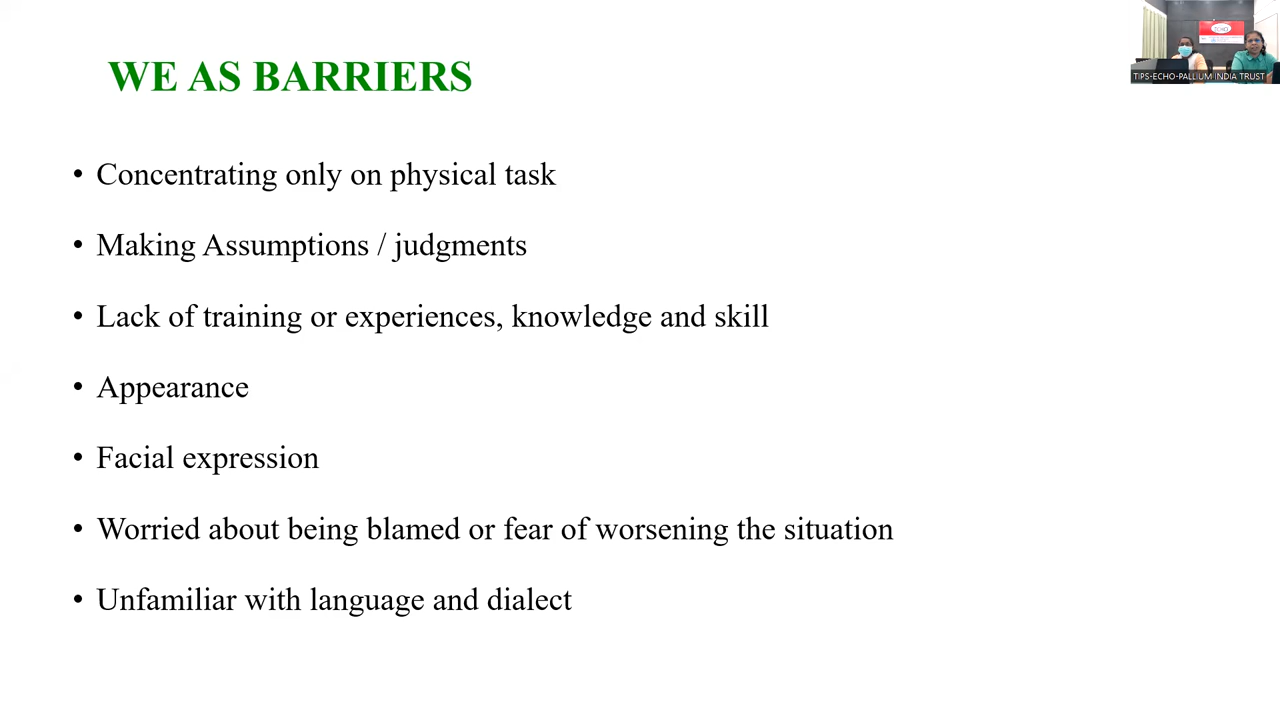 WE AS BARRIERS
TIPS-ECHO-PALLIUM INDIA TRUST
• Concentrating only on physical task
• Making Assumptions / judgments
• Lack of training or experiences, knowledge and skill
• Appearance
• Facial expression
• Worried about being blamed or fear of worsening the situation
• Unfamiliar with language and dialect